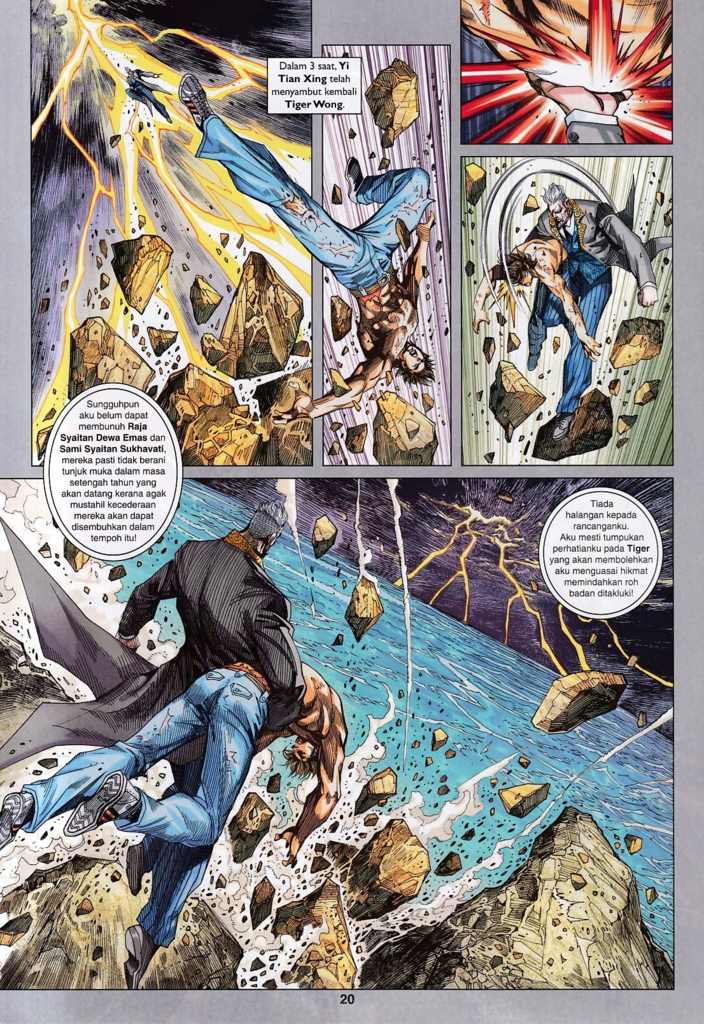 Dalam 3 saat, Yi
Tian Xing telah
menyambut kembali
Tiger Wong.
Sungguhpun
aku belum dapat
membunuh Raja
Syaitan Dewa Emas dan
Sami Syaitan Sukhavati,
mereka pasti tidak berani
tunjuk muka dalam masa
setengah tahun yang
akan datang kerana agak
mustahil kecederaan
mereka akan dapat
disembuhkan dalam
tempoh itu!
Tiada
halangan kepada
rancanganku.
Aku mesti tumpukan
perhatianku pada Tiger
yang akan membolehkan
aku menguasai hikmat
memindahkan roh
badan ditakluki!
20